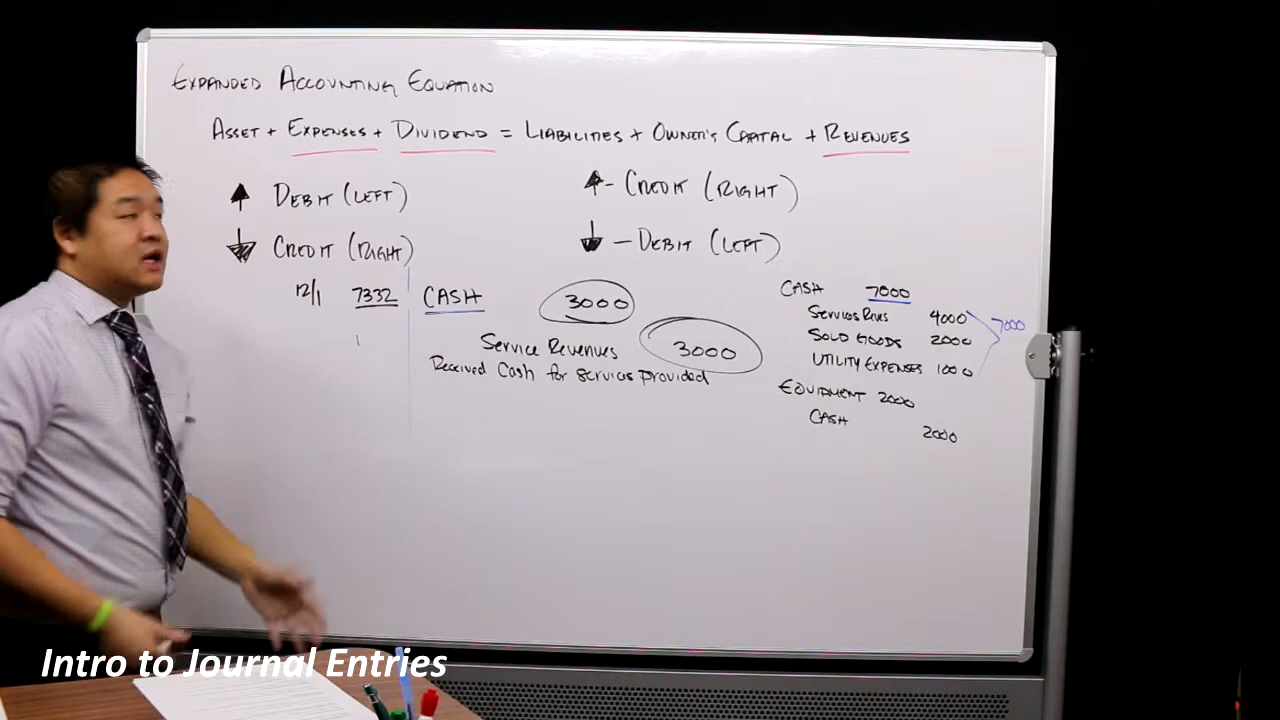 EXPANDED ACCOUNTING EQUATION
ASSET + EXPENSES + DIVIDEND = LIABILITIES + OWNER'S CAPITAL + REVENUES
DEBIT (LEFT)
CREDIT (RIGHT)
- CREDIT (RIGHT)
- DEBIT (LEFT)
12/1 7332 CASH 3000
Service Revenues 3000
Received Cash for services provided
CASH 7000
Services Revs 4000
SOLD GOODS 2000
UTILITY EXPENSES 1000
7000
EQUIPMENT 2000
CASH 2000
Intro to Journal Entries